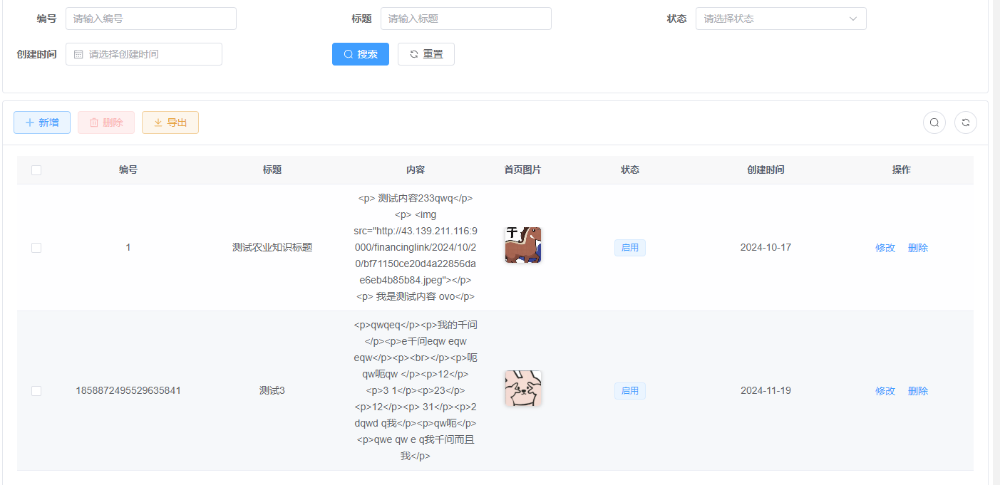 编号 请输入编号 标题 请输入标题 状态 请选择状态
创建时间 请选择创建时间 搜索 重置
新增 删除 导出
编号 标题 内容 首页图片 状态 创建时间 操作
<p> 测试内容233qwq</p>
<p> <img
src="http://43.139.211.116:9
000/financinglink/2024/10/2
0/bf71150ce20d4a22856da
e6eb4b85b84.jpeg"></p>
<p> 我是测试内容 ovo</p>
1 测试农业知识标题 千 启用 2024-10-17 修改 删除
<p>qwqeq</p><p>我的千问
</p><p>e千问eqw eqw
eqw</p><p><br></p><p>呃
qw呃qw </p><p>12</p>
<p>3 1</p><p>23</p>
<p>12</p><p> 31</p><p>2
dqwd q我</p><p>qw呃</p>
<p>qwe qw e q我千问而且
我</p>
1858872495529635841 测试3 启用 2024-11-19 修改 删除